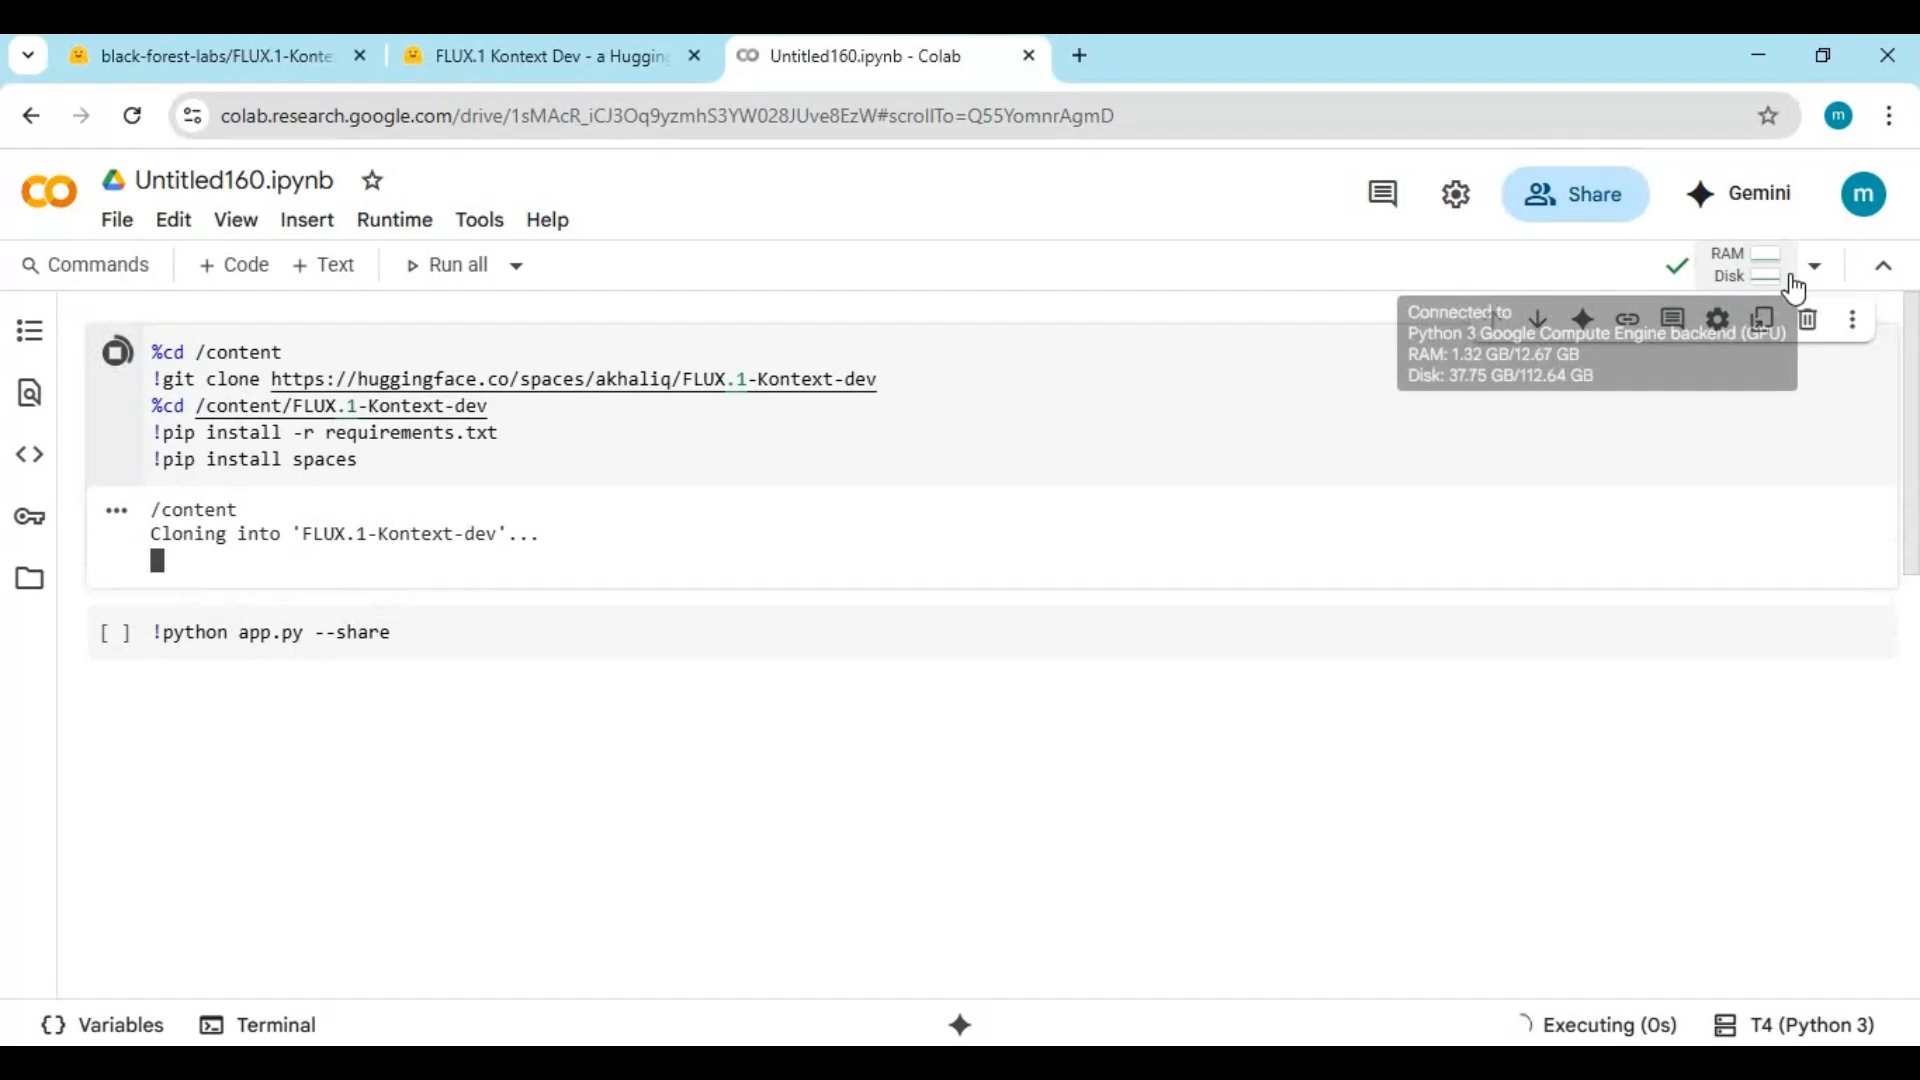 black-forest-labs/FLUX.1-Konte
FLUX.1 Kontext Dev - a Hugging
Untitled160.ipynb - Colab
colab.research.google.com/drive/1sMAcR_iCJ3Oq9yzmhS3YW028JUve8EzW#scrollTo=Q55YomnrAgmD
m
CO
Untitled160.ipynb
Share
Gemini
m
File Edit View Insert Runtime Tools Help
Commands + Code + Text Run all
RAM
Disk
Connected to
Python 3 Google Compute Engine backend (GPU)
RAM: 1.32 GB/12.67 GB
Disk: 37.75 GB/112.64 GB
%cd /content
!git clone https://huggingface.co/spaces/akhaliq/FLUX.1-Kontext-dev
%cd /content/FLUX.1-Kontext-dev
!pip install -r requirements.txt
!pip install spaces
/content
Cloning into 'FLUX.1-Kontext-dev'...
[ ] !python app.py --share
Variables Terminal
Executing (0s) T4 (Python 3)